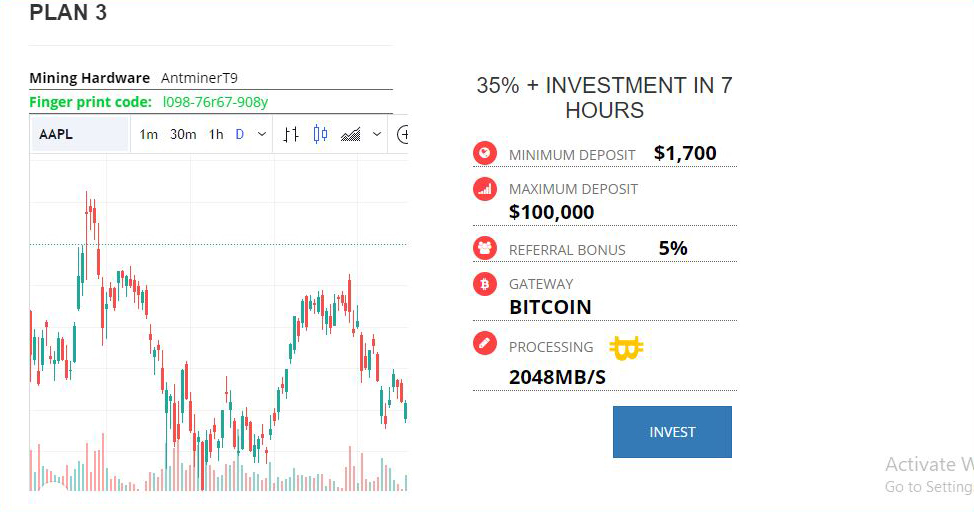 PLAN 3
Mining Hardware AntminerT9
Finger print code: l098-76r67-908y
AAPL 1m 30m 1h D
35% + INVESTMENT IN 7
HOURS
MINIMUM DEPOSIT $1,700
MAXIMUM DEPOSIT
$100,000
REFERRAL BONUS 5%
GATEWAY
BITCOIN
PROCESSING
2048MB/S
INVEST
Activate W
Go to Setting